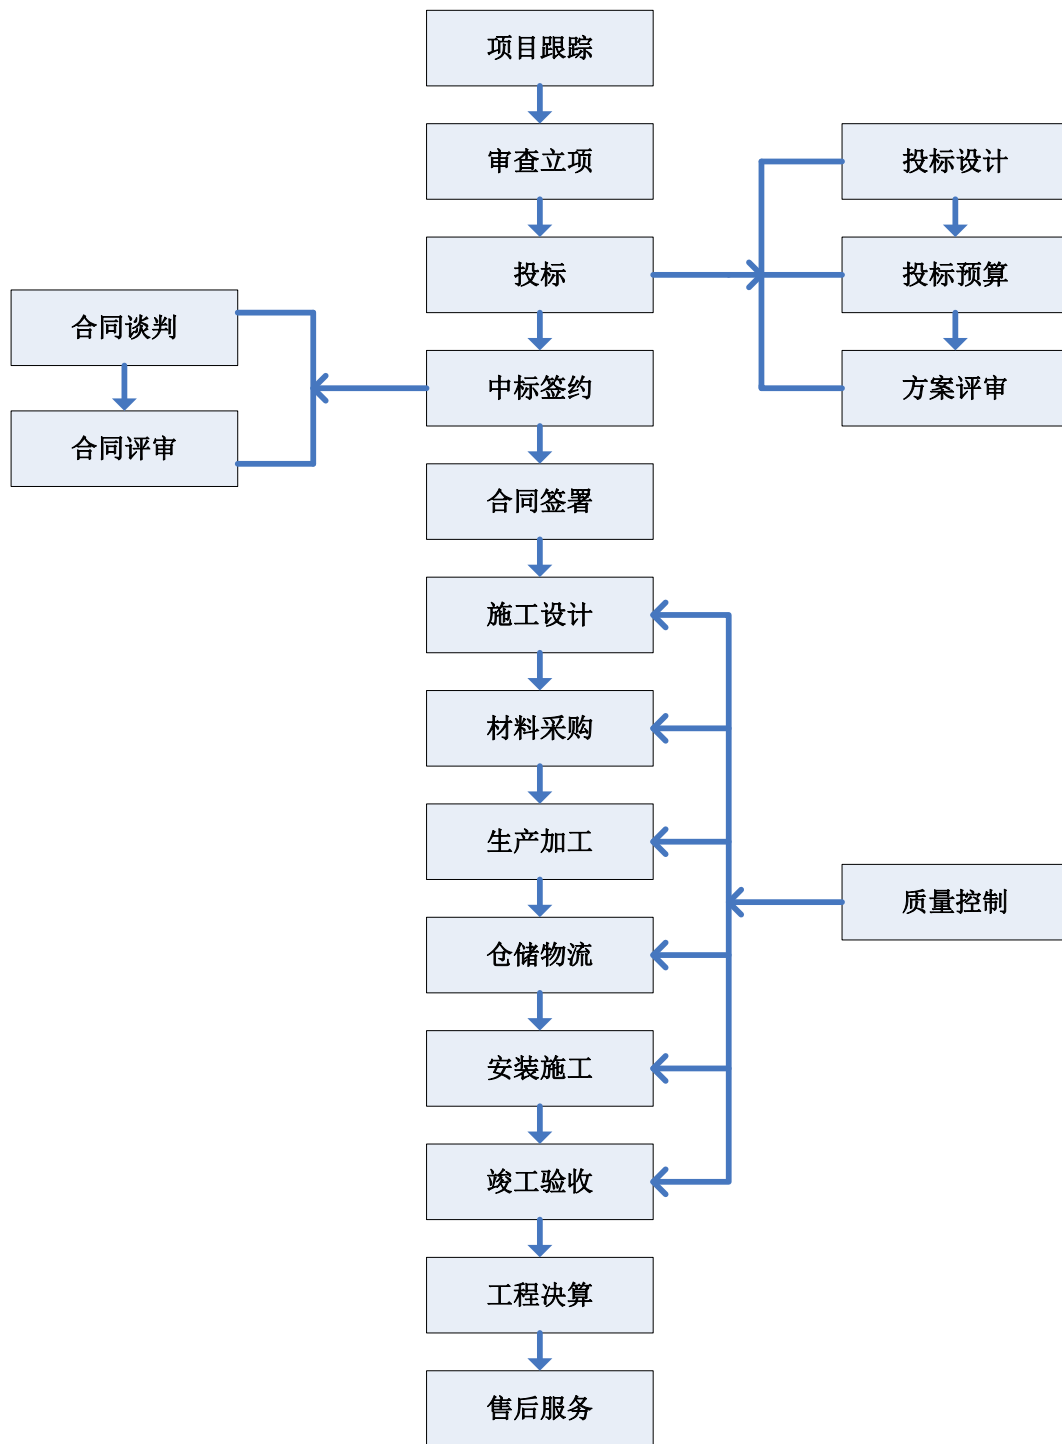 项目跟踪
审查立项
投标设计
投标
投标预算
合同谈判
中标签约
方案评审
合同评审
合同签署
施工设计
材料采购
生产加工
质量控制
仓储物流
安装施工
竣工验收
工程决算
售后服务